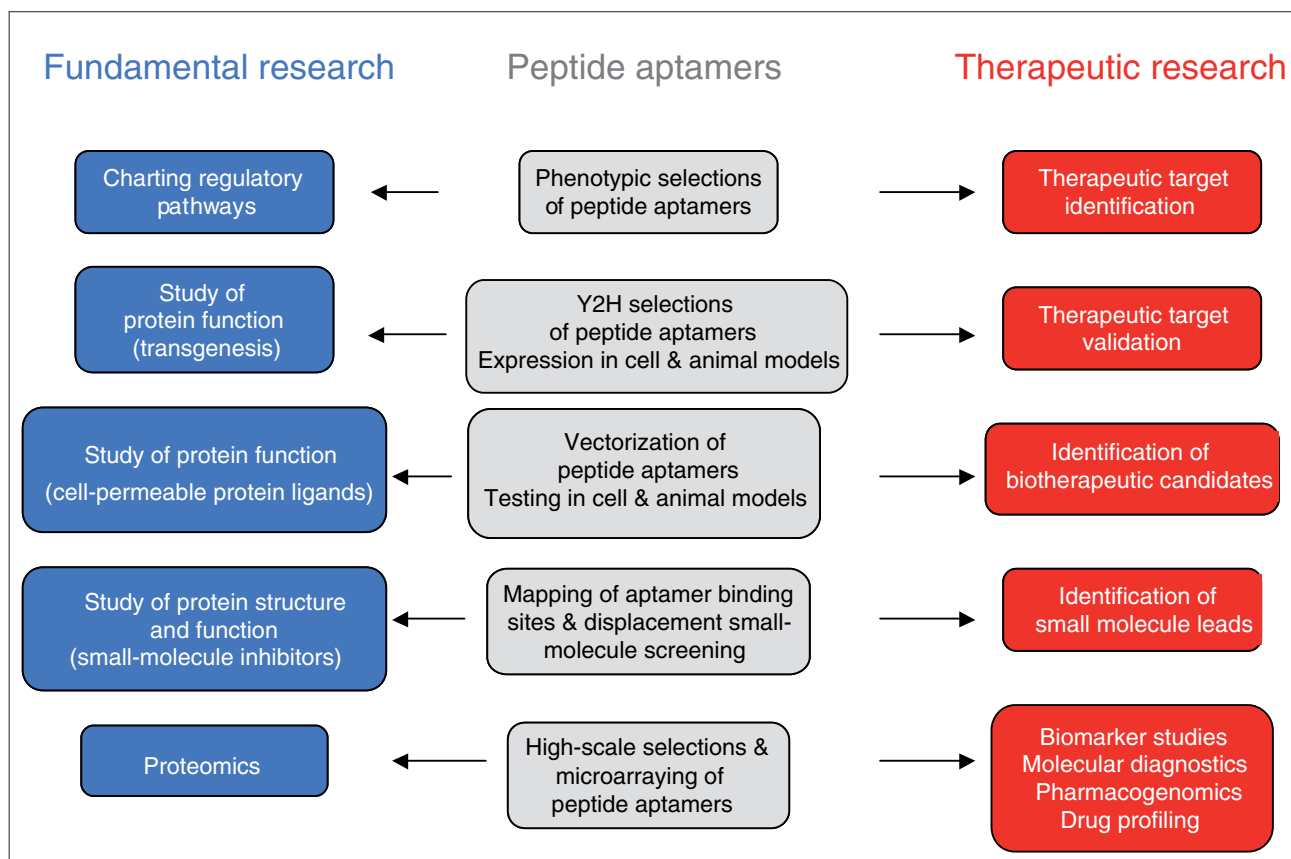 Fundamental research
Peptide aptamers
Therapeutic research
Charting regulatory
pathways
Phenotypic selections
of peptide aptamers
Therapeutic target
identification
Study of
protein function
(transgenesis)
Y2H selections
of peptide aptamers
Expression in cell & animal models
Therapeutic target
validation
Study of protein function
(cell-permeable protein ligands)
Vectorization of
peptide aptamers
Testing in cell & animal models
Identification of
biotherapeutic candidates
Study of protein structure
and function
(small-molecule inhibitors)
Mapping of aptamer binding
sites & displacement small-
molecule screening
Identification of
small molecule leads
Proteomics
High-scale selections &
microarraying of
peptide aptamers
Biomarker studies
Molecular diagnostics
Pharmacogenomics
Drug profiling